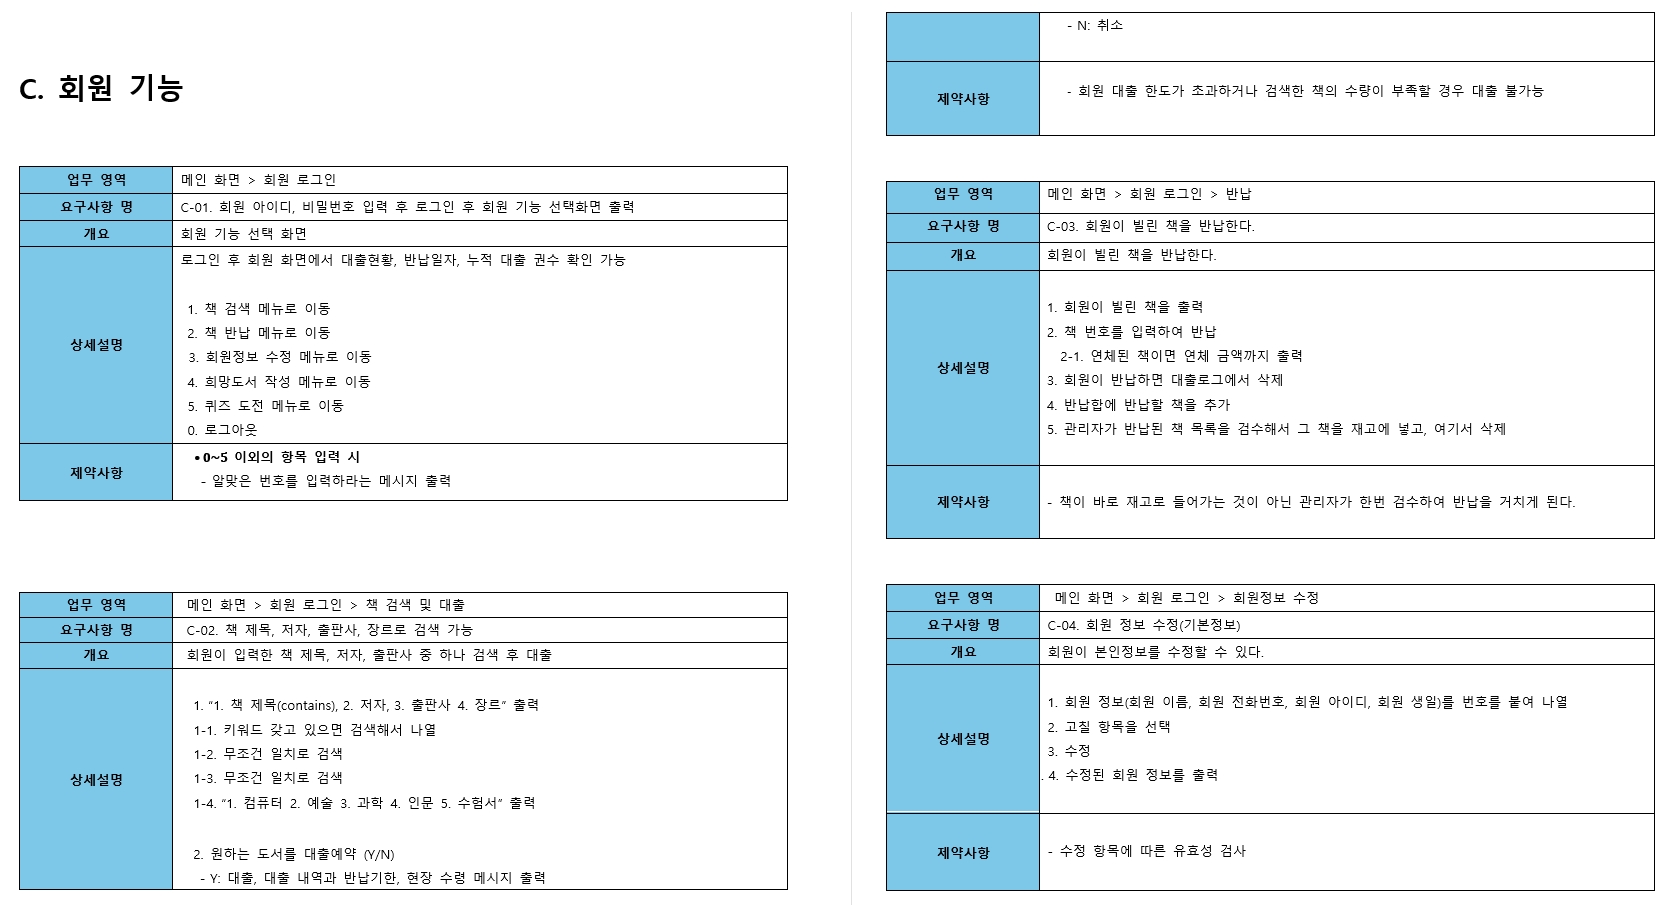 C. 회원 기능
업무 영역 메인 화면 > 회원 로그인
요구사항 명 C-01. 회원 아이디, 비밀번호 입력 후 로그인 후 회원 기능 선택화면 출력
개요 회원 기능 선택 화면
상세설명
로그인 후 회원 화면에서 대출현황, 반납일자, 누적 대출 권수 확인 가능
1. 책 검색 메뉴로 이동
2. 책 반납 메뉴로 이동
3. 회원정보 수정 메뉴로 이동
4. 희망도서 작성 메뉴로 이동
5. 퀴즈 도전 메뉴로 이동
0. 로그아웃
제약사항
• 0~5 이외의 항목 입력 시
- 알맞은 번호를 입력하라는 메시지 출력
업무 영역 메인 화면 > 회원 로그인 > 책 검색 및 대출
요구사항 명 C-02. 책 제목, 저자, 출판사, 장르로 검색 가능
개요 회원이 입력한 책 제목, 저자, 출판사 중 하나 검색 후 대출
상세설명
1. “1. 책 제목(contains), 2. 저자, 3. 출판사 4. 장르” 출력
1-1. 키워드 갖고 있으면 검색해서 나열
1-2. 무조건 일치로 검색
1-3. 무조건 일치로 검색
1-4. “1. 컴퓨터 2. 예술 3. 과학 4. 인문 5. 수험서” 출력
2. 원하는 도서를 대출예약 (Y/N)
- Y: 대출, 대출 내역과 반납기한, 현장 수령 메시지 출력
- N: 취소
제약사항 - 회원 대출 한도가 초과하거나 검색한 책의 수량이 부족할 경우 대출 불가능
업무 영역 메인 화면 > 회원 로그인 > 반납
요구사항 명 C-03. 회원이 빌린 책을 반납한다.
개요 회원이 빌린 책을 반납한다.
상세설명
1. 회원이 빌린 책을 출력
2. 책 번호를 입력하여 반납
2-1. 연체된 책이면 연체 금액까지 출력
3. 회원이 반납하면 대출로그에서 삭제
4. 반납합에 반납할 책을 추가
5. 관리자가 반납된 책 목록을 검수해서 그 책을 재고에 넣고, 여기서 삭제
제약사항 - 책이 바로 재고로 들어가는 것이 아닌 관리자가 한번 검수하여 반납을 거치게 된다.
업무 영역 메인 화면 > 회원 로그인 > 회원정보 수정
요구사항 명 C-04. 회원 정보 수정(기본정보)
개요 회원이 본인정보를 수정할 수 있다.
상세설명
1. 회원 정보(회원 이름, 회원 전화번호, 회원 아이디, 회원 생일)를 번호를 붙여 나열
2. 고칠 항목을 선택
3. 수정
. 4. 수정된 회원 정보를 출력
제약사항 - 수정 항목에 따른 유효성 검사